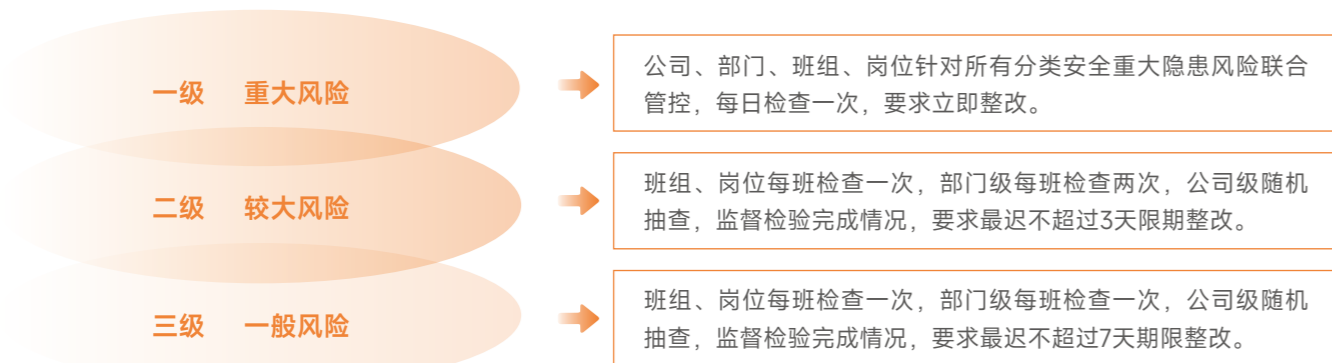 一级 重大风险
公司、部门、班组、岗位针对所有分类安全重大隐患风险联合
管控，每日检查一次，要求立即整改。
二级 较大风险
班组、岗位每班检查一次，部门级每班检查两次，公司级随机
抽查，监督检验完成情况，要求最迟不超过3天限期整改。
三级 一般风险
班组、岗位每班检查一次，部门级每班检查一次，公司级随机
抽查，监督检验完成情况，要求最迟不超过7天期限整改。